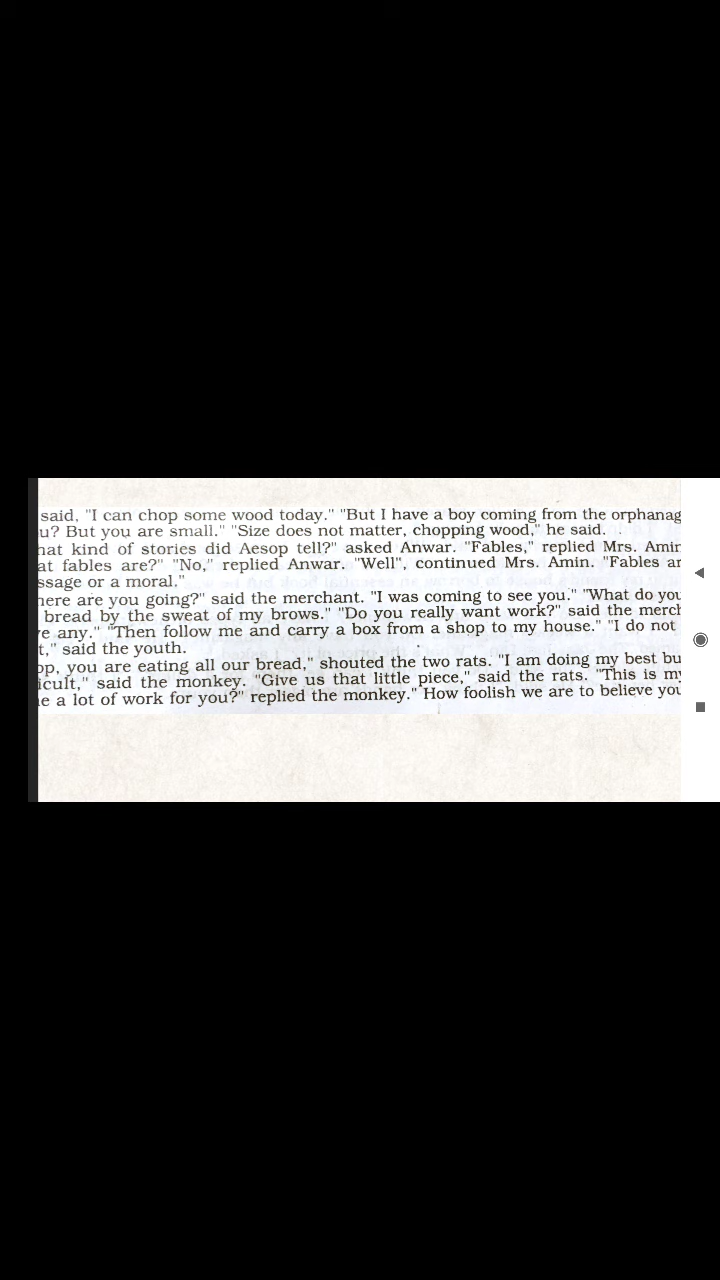 said, "I can chop some wood today." "But I have a boy coming from the orphanag
u? But you are small." "Size does not matter, chopping wood," he said.
hat kind of stories did Aesop tell?" asked Anwar. "Fables," replied Mrs. Amin
at fables are?" "No," replied Anwar. "Well", continued Mrs. Amin. "Fables ar
ssage or a moral."
here are you going?" said the merchant. "I was coming to see you." "What do you
bread by the sweat of my brows." "Do you really want work?" said the merch
e any." "Then follow me and carry a box from a shop to my house." "I do not
t," said the youth.
op, you are eating all our bread," shouted the two rats. "I am doing my best bu
icult," said the monkey. "Give us that little piece," said the rats. "This is my
e a lot of work for you?" replied the monkey." How foolish we are to believe you